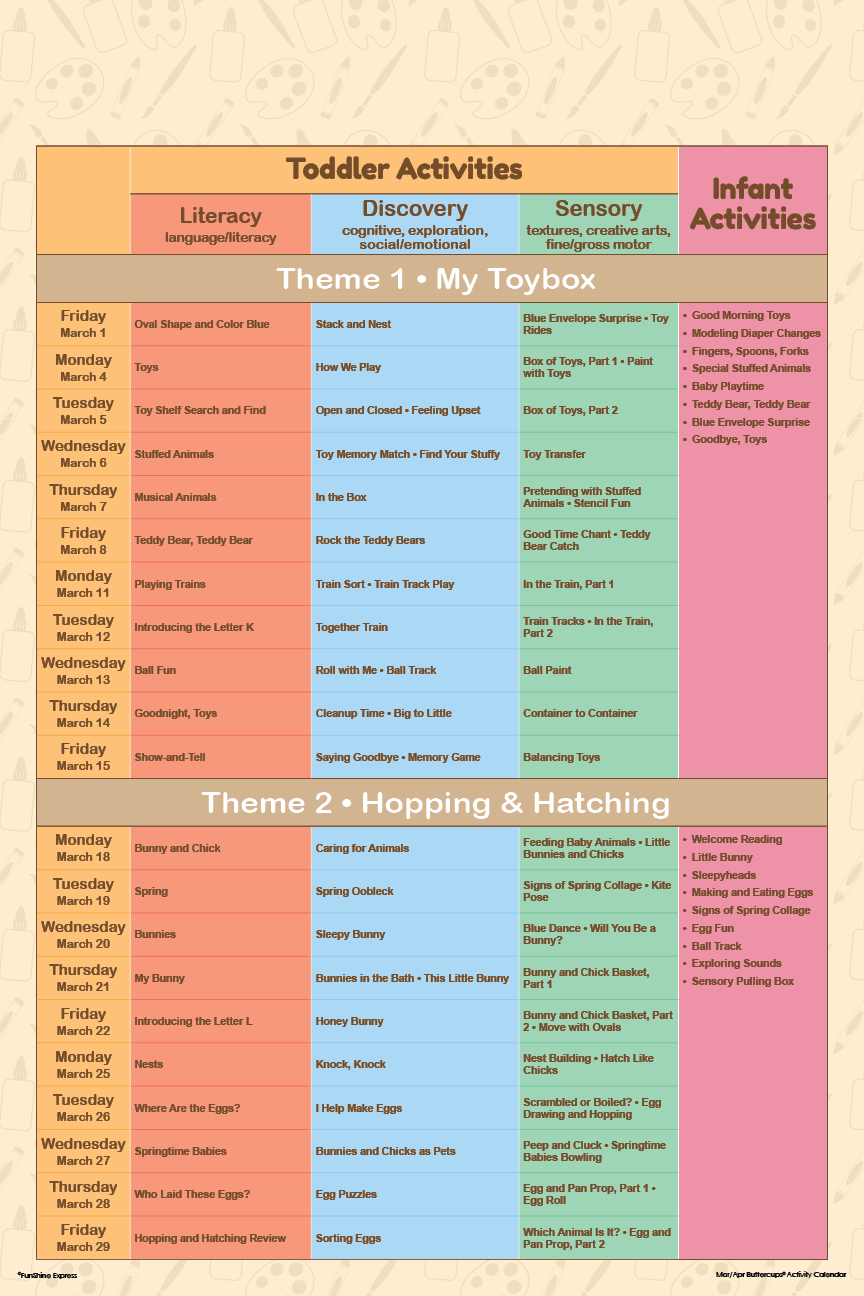 Toddler Activities
Infant
Activities
Literacy
language/literacy
Discovery
cognitive, exploration,
social/emotional
Sensory
textures, creative arts,
fine/gross motor
Theme 1 • My Toybox
Friday
March 1
Oval Shape and Color Blue
Stack and Nest
Blue Envelope Surprise • Toy
Rides
Monday
March 4
Toys
How We Play
Box of Toys, Part 1 • Paint
with Toys
Tuesday
March 5
Toy Shelf Search and Find
Open and Closed • Feeling Upset
Box of Toys, Part 2
Wednesday
March 6
Stuffed Animals
Toy Memory Match • Find Your Stuffy
Toy Transfer
Thursday
March 7
Musical Animals
In the Box
Pretending with Stuffed
Animals • Stencil Fun
Friday
March 8
Teddy Bear, Teddy Bear
Rock the Teddy Bears
Good Time Chant • Teddy
Bear Catch
Monday
March 11
Playing Trains
Train Sort • Train Track Play
In the Train, Part 1
Tuesday
March 12
Introducing the Letter K
Together Train
Train Tracks • In the Train,
Part 2
Wednesday
March 13
Ball Fun
Roll with Me • Ball Track
Ball Paint
Thursday
March 14
Goodnight, Toys
Cleanup Time • Big to Little
Container to Container
Friday
March 15
Show-and-Tell
Saying Goodbye • Memory Game
Balancing Toys
• Good Morning Toys
• Modeling Diaper Changes
• Fingers, Spoons, Forks
• Special Stuffed Animals
• Baby Playtime
• Teddy Bear, Teddy Bear
• Blue Envelope Surprise
• Goodbye, Toys
Theme 2 • Hopping & Hatching
Monday
March 18
Bunny and Chick
Caring for Animals
Feeding Baby Animals • Little
Bunnies and Chicks
Tuesday
March 19
Spring
Spring Oobleck
Signs of Spring Collage • Kite
Pose
Wednesday
March 20
Bunnies
Sleepy Bunny
Blue Dance • Will You Be a
Bunny?
Thursday
March 21
My Bunny
Bunnies in the Bath • This Little Bunny
Bunny and Chick Basket,
Part 1
Friday
March 22
Introducing the Letter L
Honey Bunny
Bunny and Chick Basket, Part
2 • Move with Ovals
Monday
March 25
Nests
Knock, Knock
Nest Building • Hatch Like
Chicks
Tuesday
March 26
Where Are the Eggs?
I Help Make Eggs
Scrambled or Boiled? • Egg
Drawing and Hopping
Wednesday
March 27
Springtime Babies
Bunnies and Chicks as Pets
Peep and Cluck • Springtime
Babies Bowling
Thursday
March 28
Who Laid These Eggs?
Egg Puzzles
Egg and Pan Prop, Part 1 •
Egg Roll
Friday
March 29
Hopping and Hatching Review
Sorting Eggs
Which Animal Is It? • Egg and
Pan Prop, Part 2
• Welcome Reading
• Little Bunny
• Sleepyheads
• Making and Eating Eggs
• Signs of Spring Collage
• Egg Fun
• Ball Track
• Exploring Sounds
• Sensory Pulling Box
©FunShine Express
Mar/Apr Buttercups® Activity Calendar